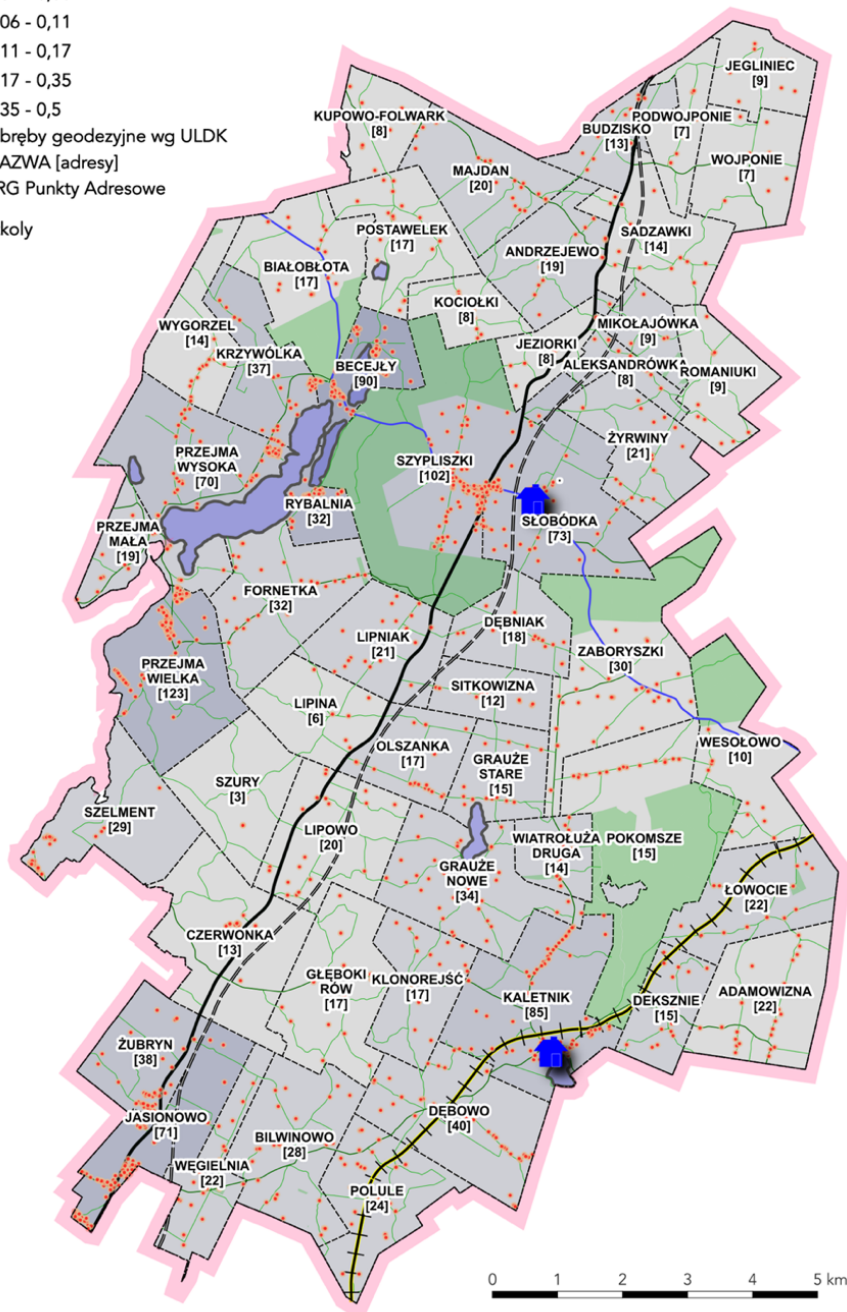 06 - 0,11
11 - 0,17
17 - 0,35
35 - 0,5
bręby geodezyjne wg ULDK
AZWA [adresy]
RG Punkty Adresowe
koly
JEGLINIEC
[9]
KUPOWO-FOLWARK
[8]
PODWOJPONIE
[7]
BUDZISKO
[13]
WOJPONIE
[7]
MAJDAN
[20]
POSTAWELEK
[17]
SADZAWKI
[14]
ANDRZEJEWO
[19]
BIAŁOBŁOTA
[17]
KOCIOŁKI
[8]
WYGORZEL
[14]
MIKOŁAJÓWKA
[9]
JEZIORKI
[8]
KRZYWÓLKA
[37]
BECEJŁY
[90]
ALEKSANDRÓWKA
[8]
ROMANIUKI
[9]
ŻYRWINY
[21]
PRZEJMA
WYSOKA
[70]
SZYPLISZKI
[102]
RYBALNIA
[32]
SŁOBÓDKA
[73]
PRZEJMA
MAŁA
[19]
FORNETKA
[32]
DĘBNIAK
[18]
LIPNIAK
[21]
ZABORYSZKI
[30]
PRZEJMA
WIELKA
[123]
SITKOWIZNA
[12]
LIPINA
[6]
WESOŁOWO
[10]
OLSZANKA
[17]
GRAUŻE
STARE
[15]
SZURY
[3]
SZELMENT
[29]
LIPOWO
[20]
WIATROŁUŻA
DRUGA
[14]
POKOMSZE
[15]
GRAUŻE
NOWE
[34]
ŁOWOCIE
[22]
CZERWONKA
[13]
GŁĘBOKI
RÓW
[17]
KLONOREJŚĆ
[17]
KALETNIK
[85]
DEKSZNIE
[15]
ADAMOWIZNA
[22]
ŻUBRYN
[38]
JASIONOWO
[71]
DĘBOWO
[40]
BILWINOWO
[28]
WĘGIELNIA
[22]
POLULE
[24]
0 1 2 3 4 5 km